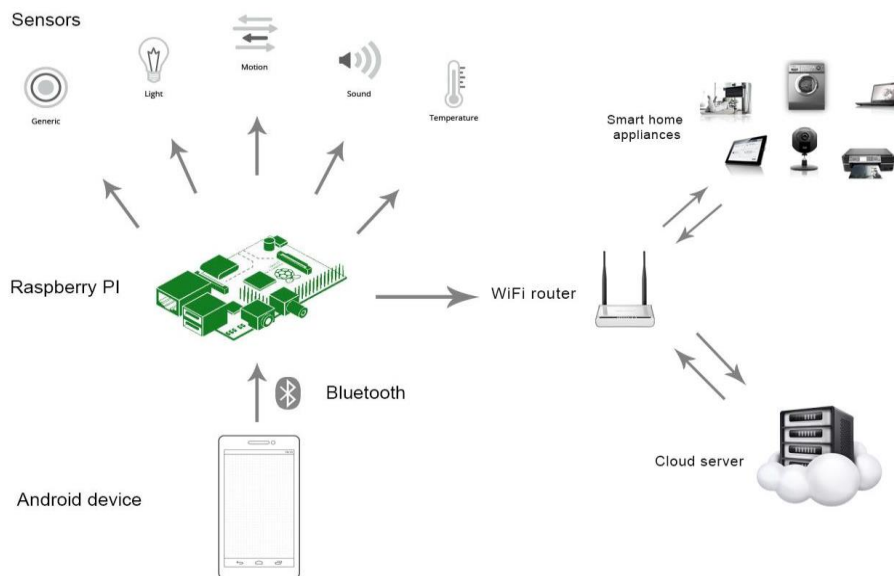 Sensors
Generic
Light
Motion
Sound
Temperature
Smart home
appliances
Raspberry PI
WiFi router
Bluetooth
Android device
Cloud server